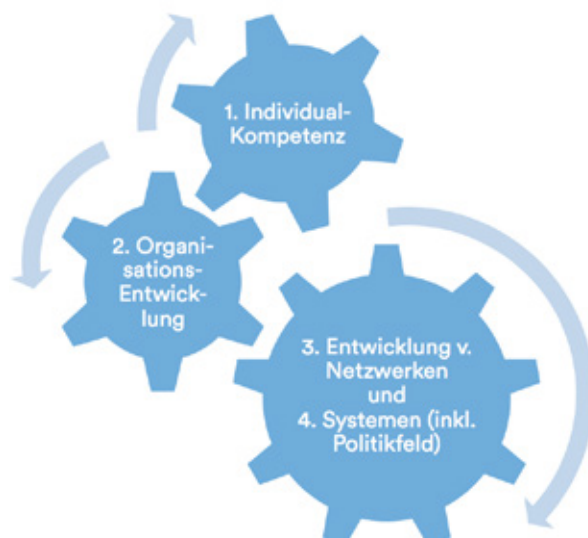 1. Individual-
Kompetenz
2. Organi-
sations-
Entwick-
lung
3. Entwicklung v.
Netzwerken
und
4. Systemen (inkl.
Politikfeld)